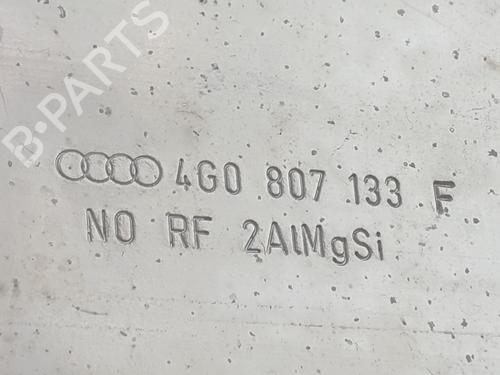 B-PARTS
4G0 807 133 F
NO RF 2AlMgSi